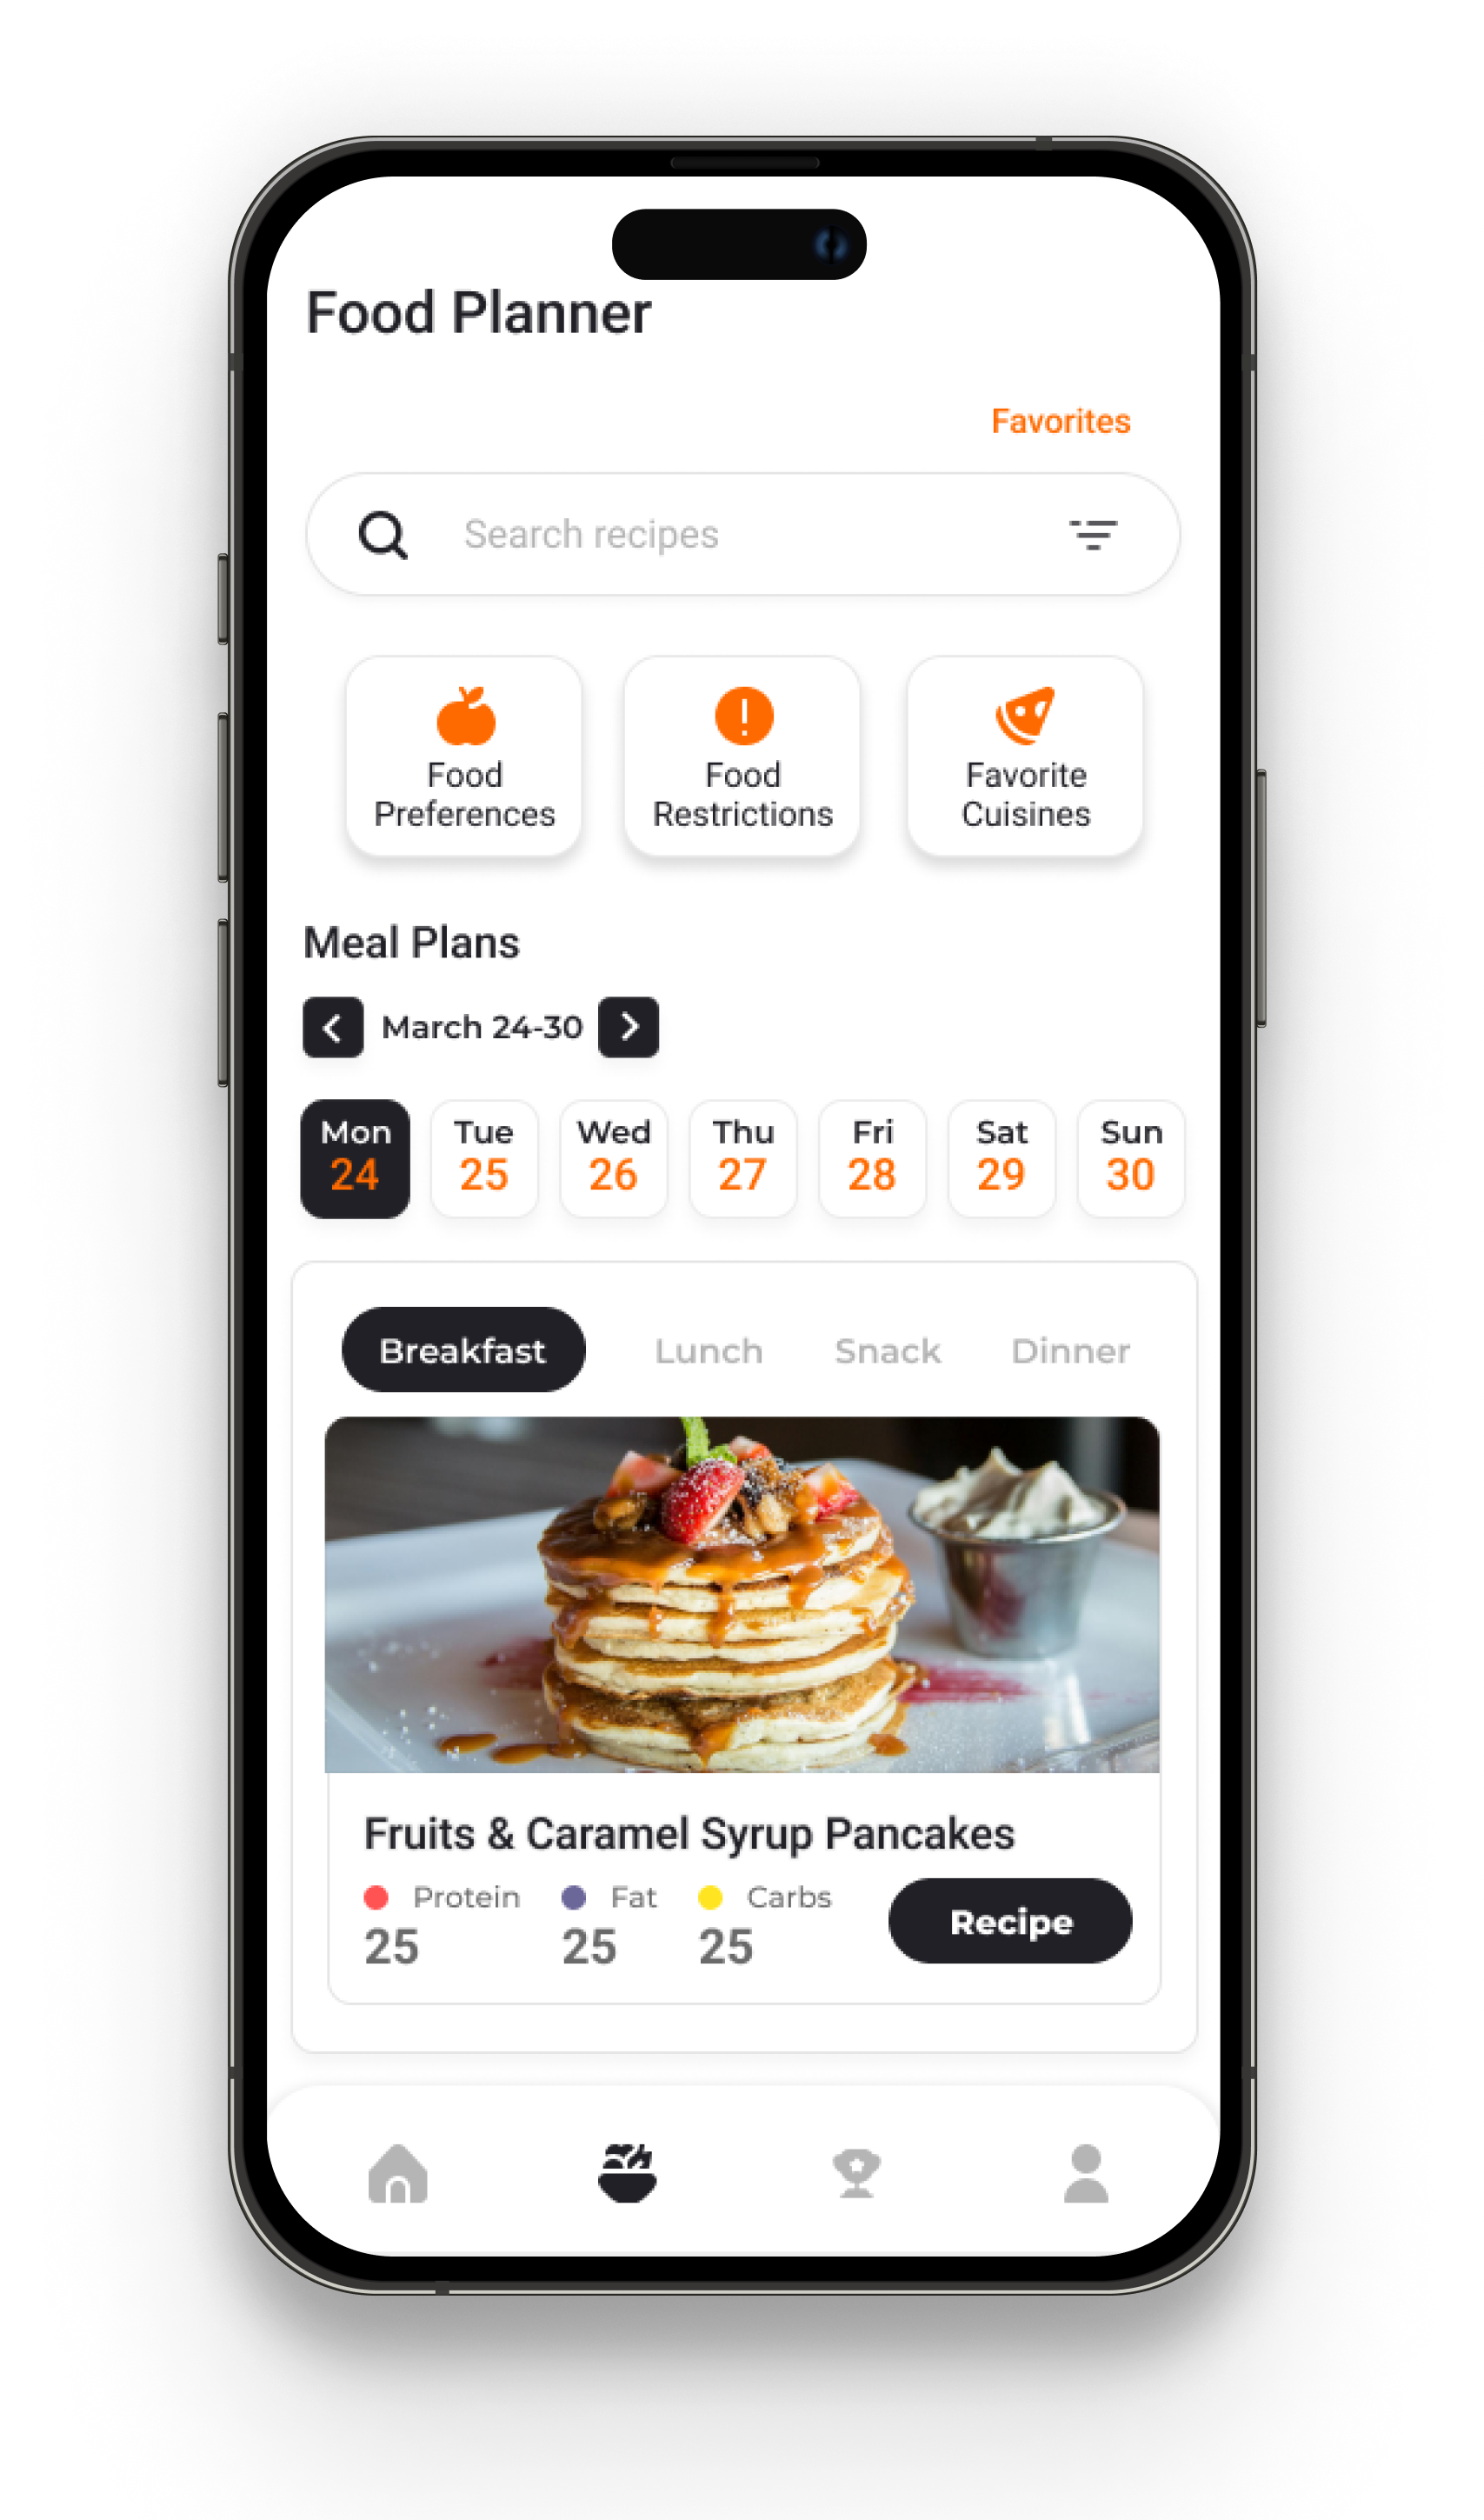 Food Planner
Favorites
Search recipes
Food
Preferences
Food
Restrictions
Favorite
Cuisines
Meal Plans
March 24-30
Mon Tue Wed Thu Fri Sat Sun
24 25 26 27 28 29 30
Breakfast Lunch Snack Dinner
Fruits & Caramel Syrup Pancakes
Protein Fat Carbs
25 25 25
Recipe